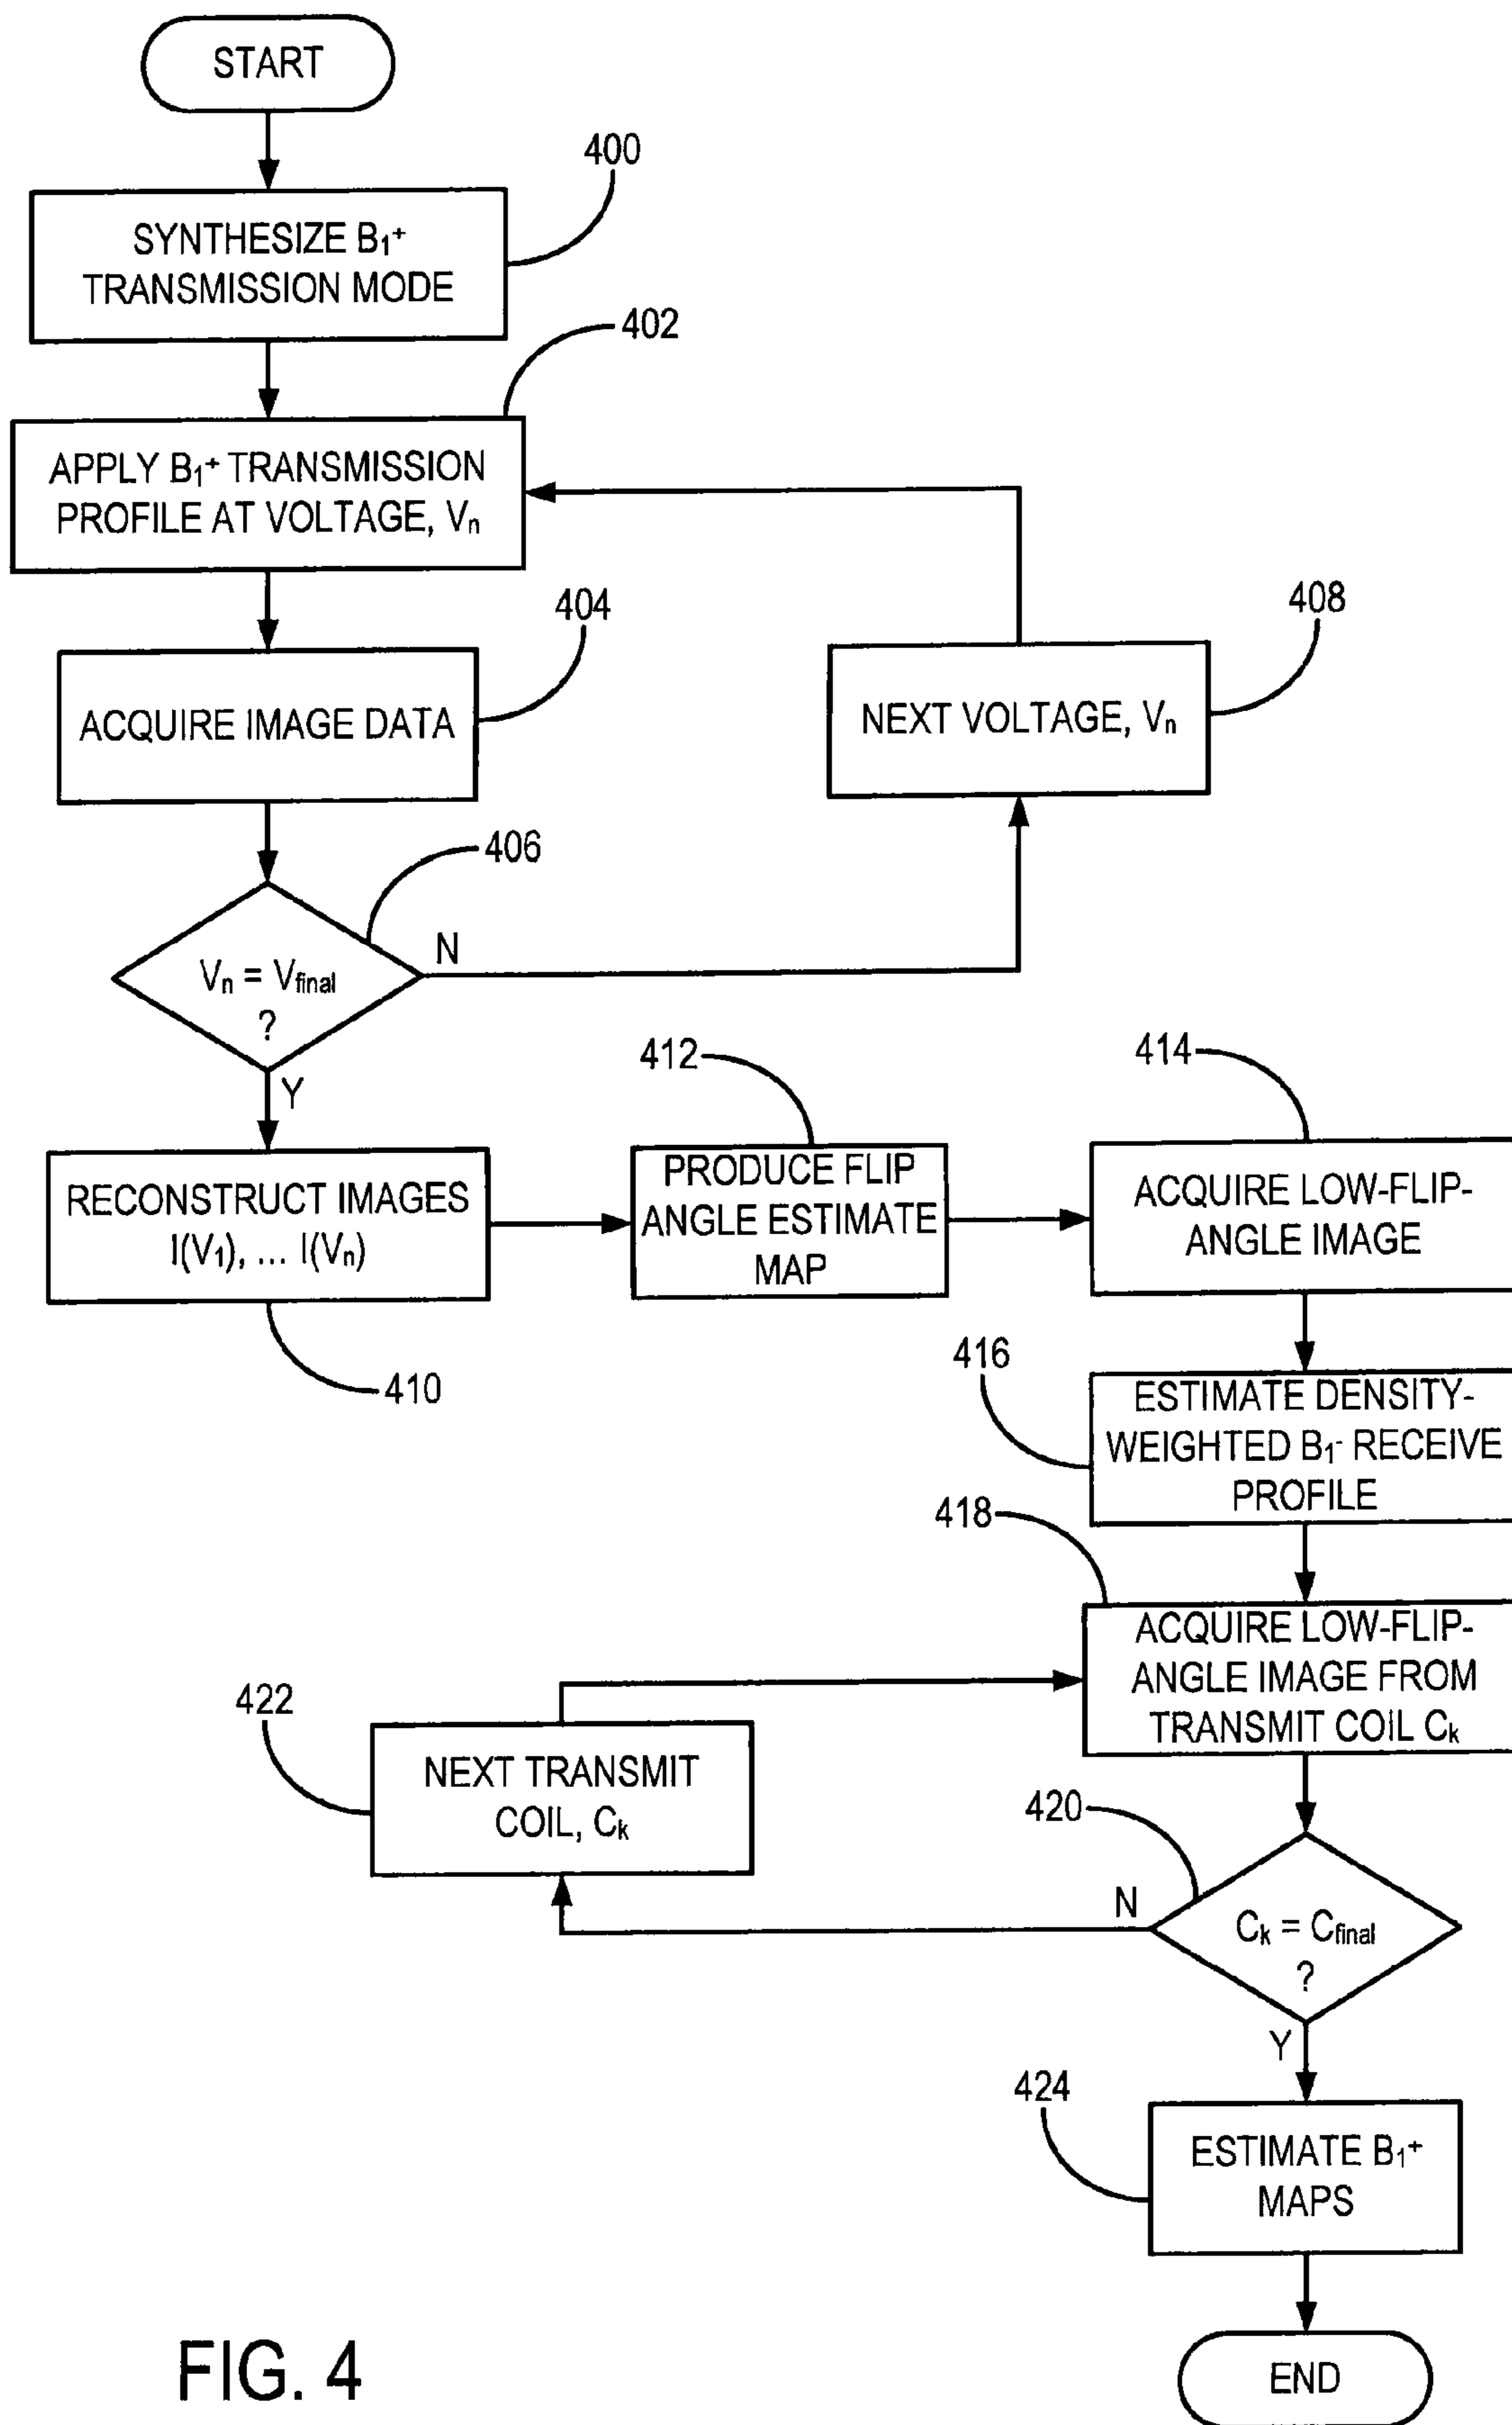 START
400
SYNTHESIZE B₁⁺
TRANSMISSION MODE
402
APPLY B₁⁺ TRANSMISSION
PROFILE AT VOLTAGE, Vₙ
404
ACQUIRE IMAGE DATA
408
NEXT VOLTAGE, Vₙ
406
Vₙ = V_final
?
N
Y
RECONSTRUCT IMAGES
I(V₁), ... I(Vₙ)
410
412
PRODUCE FLIP
ANGLE ESTIMATE
MAP
414
ACQUIRE LOW-FLIP-
ANGLE IMAGE
416
ESTIMATE DENSITY-
WEIGHTED B₁⁻ RECEIVE
PROFILE
418
ACQUIRE LOW-FLIP-
ANGLE IMAGE FROM
TRANSMIT COIL Cₖ
422
NEXT TRANSMIT
COIL, Cₖ
420
N
Cₖ = C_final
?
Y
424
ESTIMATE B₁⁺
MAPS
END
FIG. 4